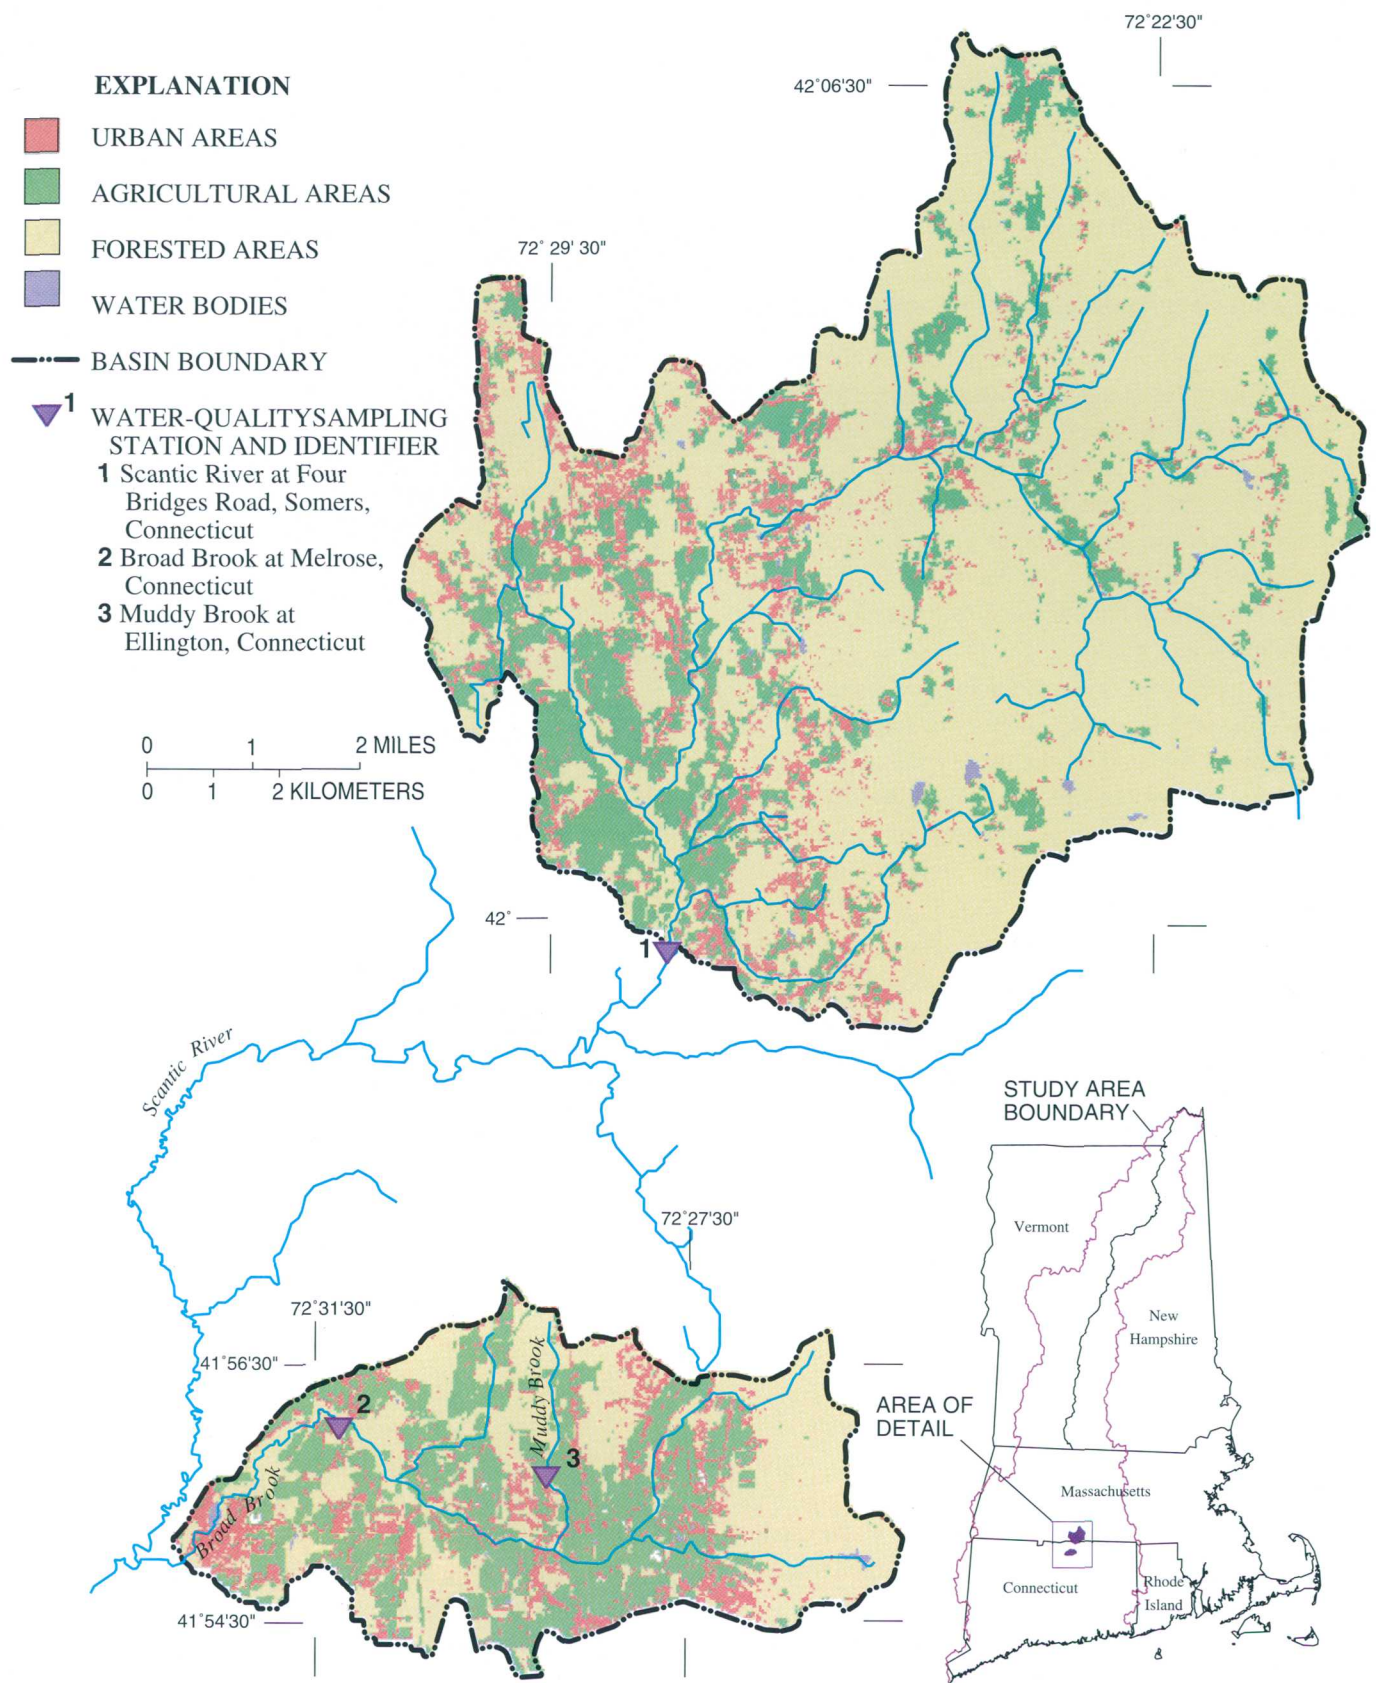 72°22'30"
42°06'30"
EXPLANATION
URBAN AREAS
AGRICULTURAL AREAS
FORESTED AREAS
WATER BODIES
BASIN BOUNDARY
1
WATER-QUALITYSAMPLING
STATION AND IDENTIFIER
1 Scantic River at Four
Bridges Road, Somers,
Connecticut
2 Broad Brook at Melrose,
Connecticut
3 Muddy Brook at
Ellington, Connecticut
72° 29' 30"
0 1 2 MILES
0 1 2 KILOMETERS
42°
1
Scantic River
72°27'30"
72°31'30"
41°56'30"
2
Muddy Brook
3
Broad Brook
41°54'30"
STUDY AREA
BOUNDARY
Vermont
New
Hampshire
AREA OF
DETAIL
Massachusetts
Connecticut
Rhode
Island